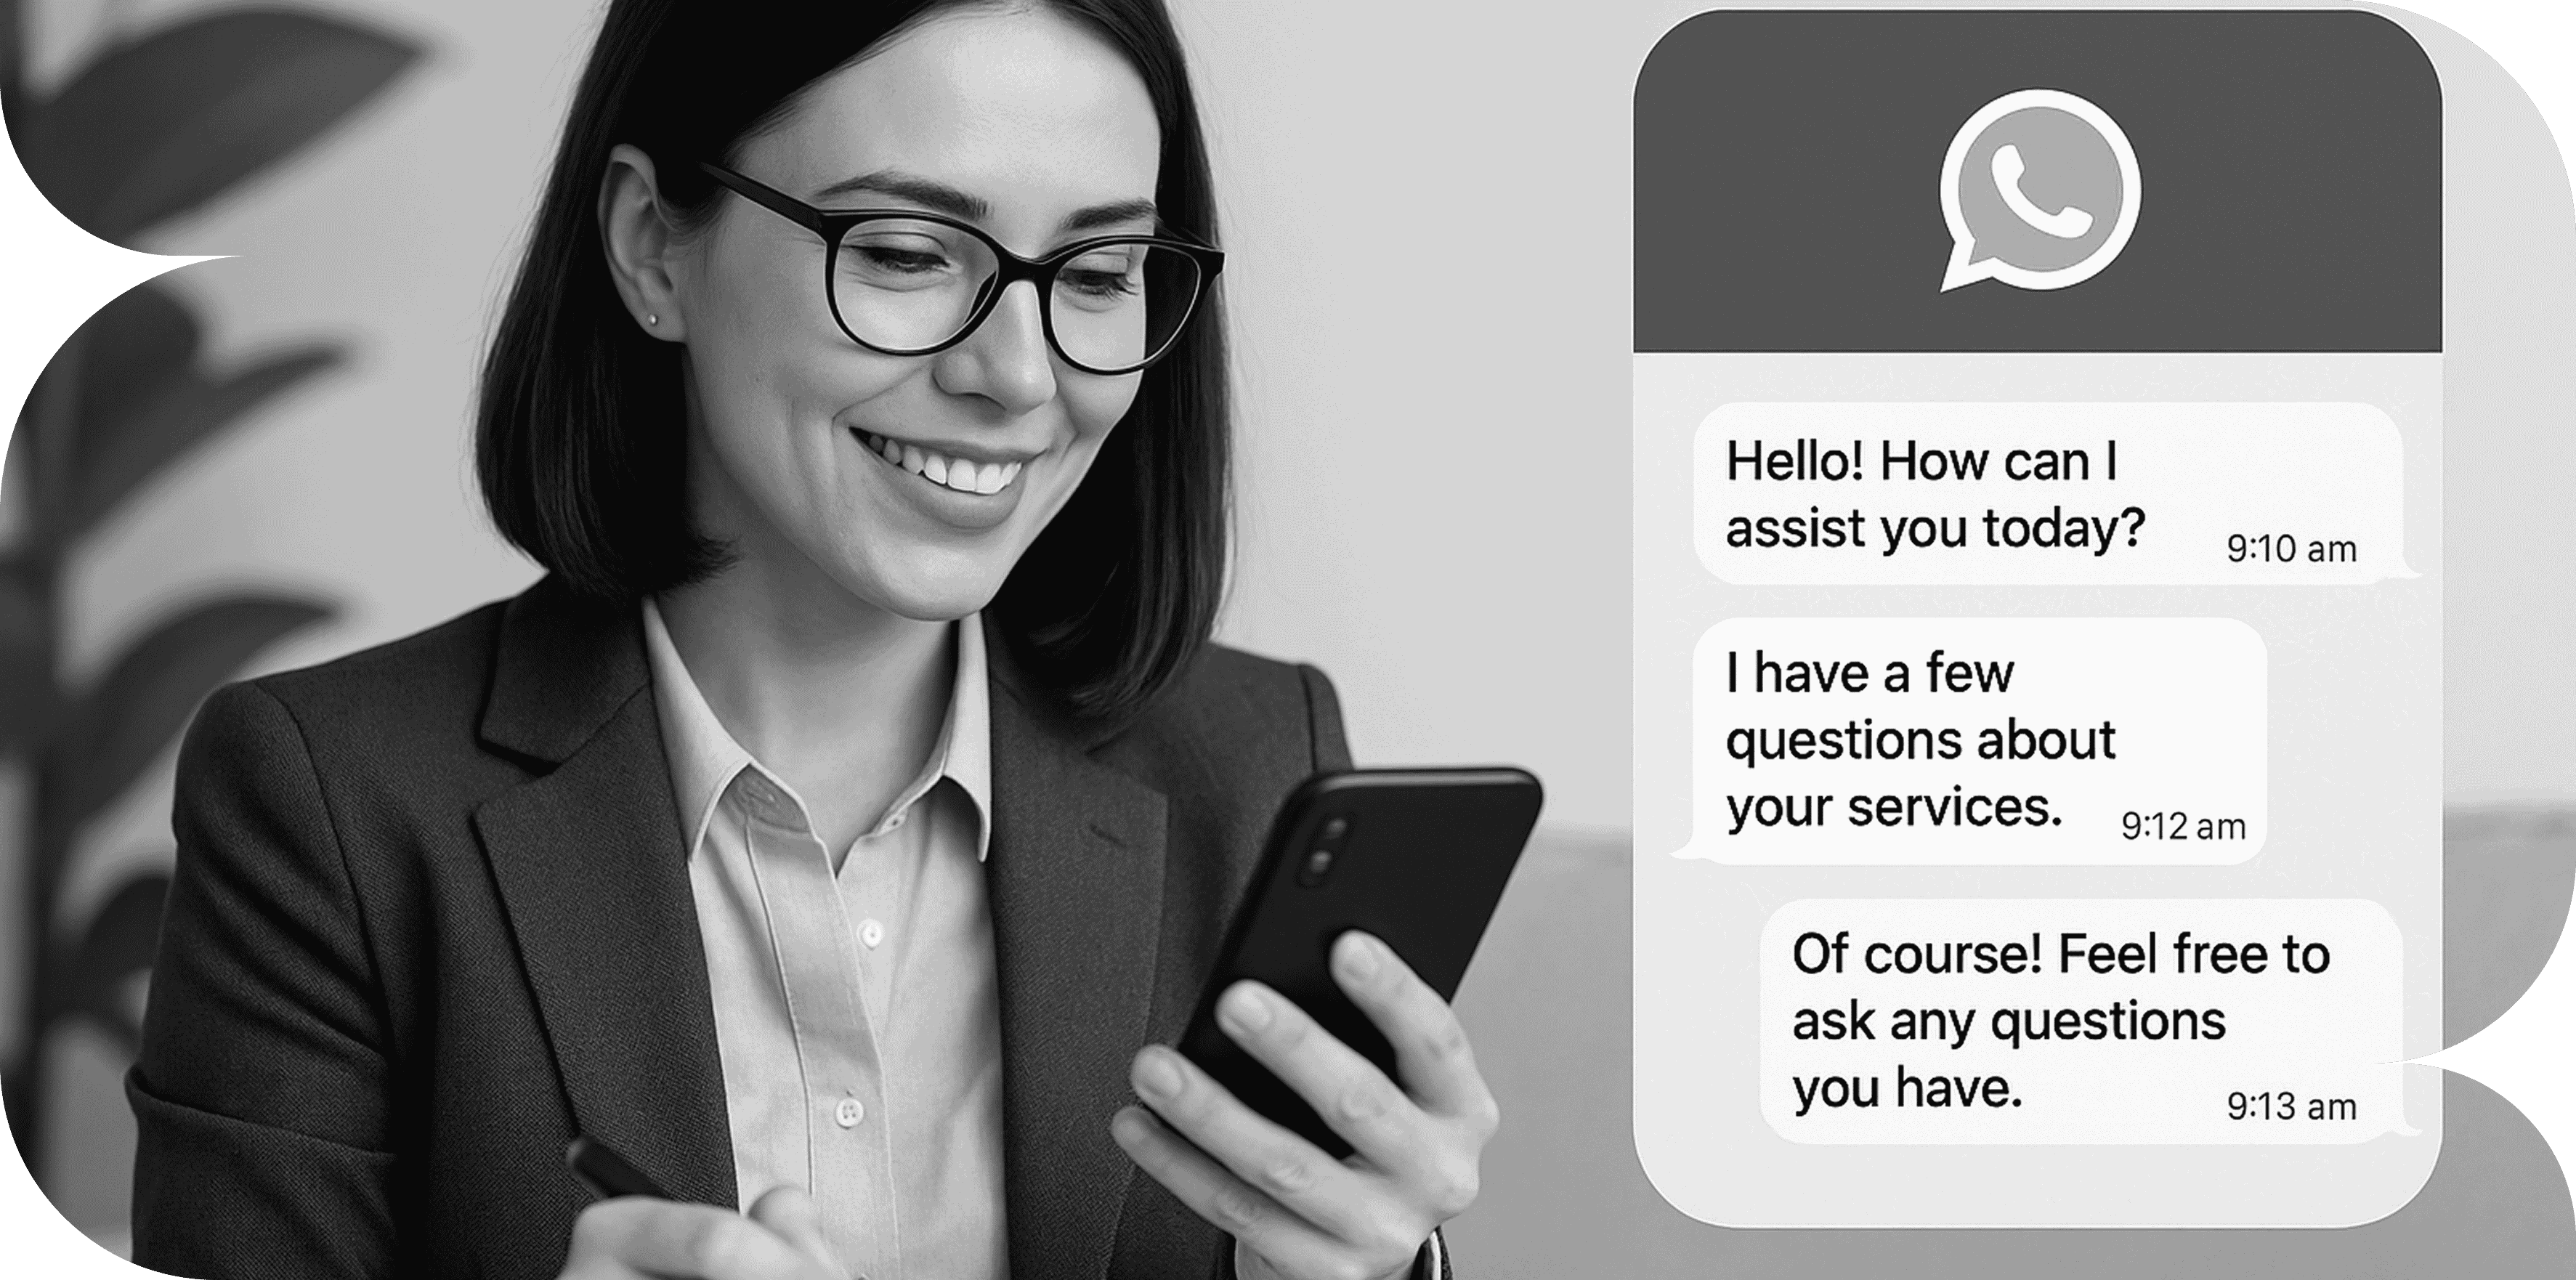 Hello! How can I
assist you today?
9:10 am
I have a few
questions about
your services.
9:12 am
Of course! Feel free to
ask any questions
you have.
9:13 am